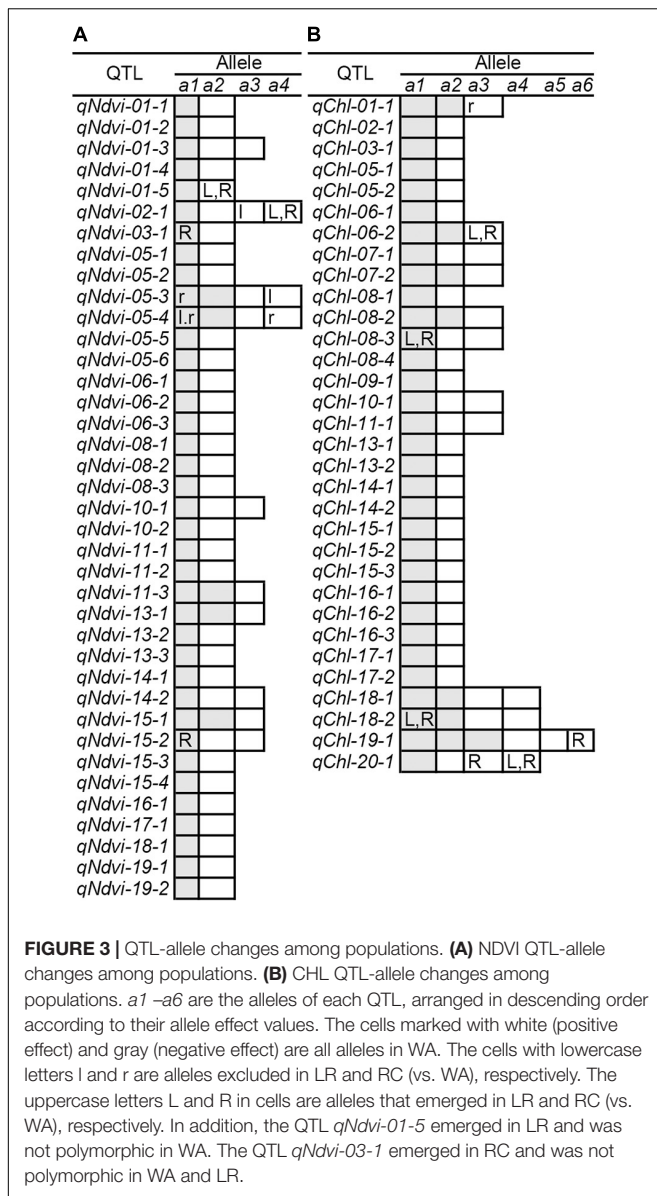 A
Allele
QTL
a1 a2 a3 a4
qNdvi-01-1
qNdvi-01-2
qNdvi-01-3
qNdvi-01-4
qNdvi-01-5 L,R
qNdvi-02-1 l L,R
qNdvi-03-1 R
qNdvi-05-1
qNdvi-05-2
qNdvi-05-3 r l
qNdvi-05-4 l.r r
qNdvi-05-5
qNdvi-05-6
qNdvi-06-1
qNdvi-06-2
qNdvi-06-3
qNdvi-08-1
qNdvi-08-2
qNdvi-08-3
qNdvi-10-1
qNdvi-10-2
qNdvi-11-1
qNdvi-11-2
qNdvi-11-3
qNdvi-13-1
qNdvi-13-2
qNdvi-13-3
qNdvi-14-1
qNdvi-14-2
qNdvi-15-1
qNdvi-15-2 R
qNdvi-15-3
qNdvi-15-4
qNdvi-16-1
qNdvi-17-1
qNdvi-18-1
qNdvi-19-1
qNdvi-19-2
B
Allele
QTL
a1 a2 a3 a4 a5 a6
qChl-01-1 r
qChl-02-1
qChl-03-1
qChl-05-1
qChl-05-2
qChl-06-1
qChl-06-2 L,R
qChl-07-1
qChl-07-2
qChl-08-1
qChl-08-2
qChl-08-3 L,R
qChl-08-4
qChl-09-1
qChl-10-1
qChl-11-1
qChl-13-1
qChl-13-2
qChl-14-1
qChl-14-2
qChl-15-1
qChl-15-2
qChl-15-3
qChl-16-1
qChl-16-2
qChl-16-3
qChl-17-1
qChl-17-2
qChl-18-1
qChl-18-2 L,R
qChl-19-1 R
qChl-20-1 R L,R
FIGURE 3 | QTL-allele changes among populations. (A) NDVI QTL-allele
changes among populations. (B) CHL QTL-allele changes among
populations. a1 –a6 are the alleles of each QTL, arranged in descending order
according to their allele effect values. The cells marked with white (positive
effect) and gray (negative effect) are all alleles in WA. The cells with lowercase
letters l and r are alleles excluded in LR and RC (vs. WA), respectively. The
uppercase letters L and R in cells are alleles that emerged in LR and RC (vs.
WA), respectively. In addition, the QTL qNdvi-01-5 emerged in LR and was
not polymorphic in WA. The QTL qNdvi-03-1 emerged in RC and was not
polymorphic in WA and LR.